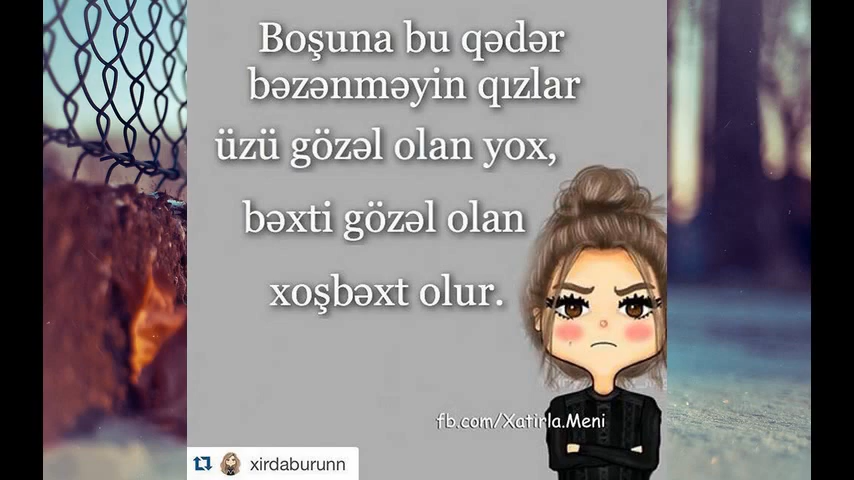 Boşuna bu qədər
bəzənməyin qızlar
üzü gözəl olan yox,
bəxti gözəl olan
xoşbəxt olur.
fb.com/Xatirla.Meni
xirdaburunn